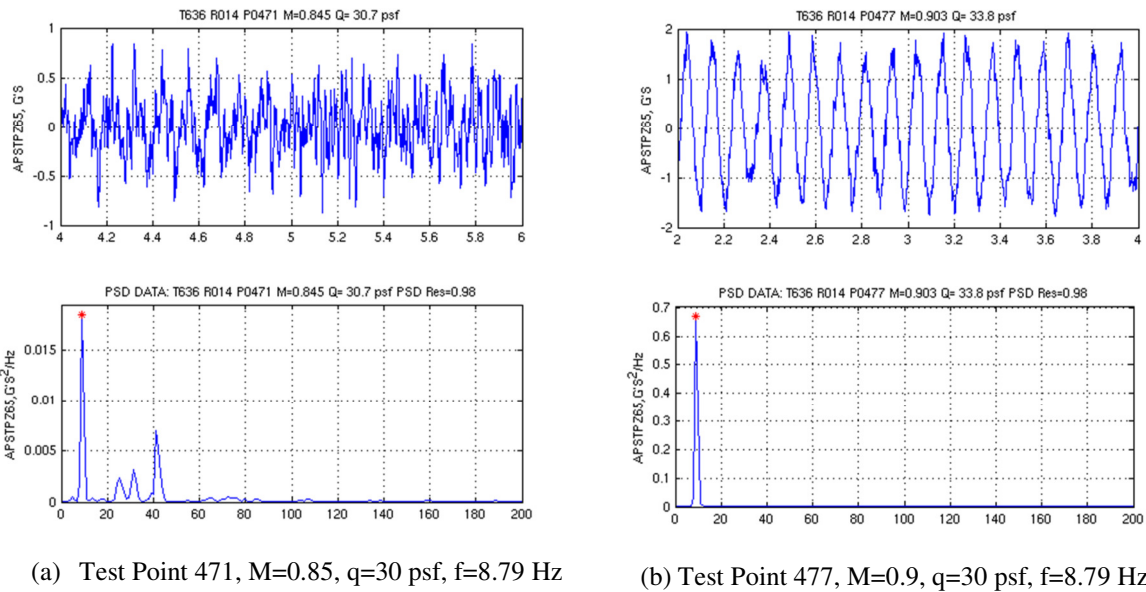 T636 R014 P0471 M=0.845 Q= 30.7 psf
1
0.5
0
-0.5
-1
APSTPZ65, G'S
4 4.2 4.4 4.6 4.8 5 5.2 5.4 5.6 5.8 6
T636 R014 P0477 M=0.903 Q= 33.8 psf
2
1
0
-1
-2
APSTPZ65, G'S
2 2.2 2.4 2.6 2.8 3 3.2 3.4 3.6 3.8 4
PSD DATA: T636 R014 P0471 M=0.845 Q= 30.7 psf PSD Res=0.98
0.015
0.01
0.005
0
APSTPZ65,G'S²/Hz
0 20 40 60 80 100 120 140 160 180 200
PSD DATA: T636 R014 P0477 M=0.903 Q= 33.8 psf PSD Res=0.98
0.7
0.6
0.5
0.4
0.3
0.2
0.1
0
APSTPZ65,G'S²/Hz
0 20 40 60 80 100 120 140 160 180 200
(a) Test Point 471, M=0.85, q=30 psf, f=8.79 Hz
(b) Test Point 477, M=0.9, q=30 psf, f=8.79 Hz